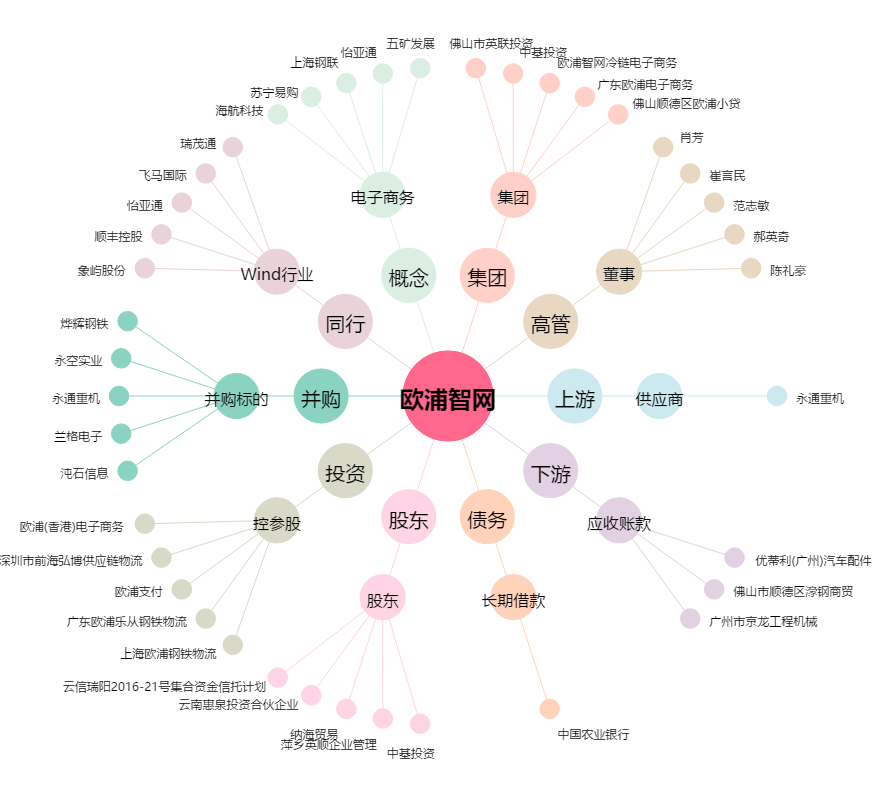 五矿发展
佛山市英联投资
怡亚通
中基投资
上海钢联
欧浦智网冷链电子商务
苏宁易购
广东欧浦电子商务
海航科技
佛山顺德区欧浦小贷
瑞茂通
肖芳
飞马国际
崔言民
电子商务
集团
怡亚通
范志敏
顺丰控股
郝英奇
象屿股份
Wind行业
概念
集团
董事
陈礼豪
烨辉钢铁
同行
高管
永空实业
永通重机
并购标的
并购
欧浦智网
上游
供应商
永通重机
兰格电子
沌石信息
投资
下游
欧浦(香港)电子商务
控参股
股东
债务
应收账款
深圳市前海弘博供应链物流
优蒂利(广州)汽车配件
欧浦支付
佛山市顺德区滘钢商贸
股东
长期借款
广东欧浦乐从钢铁物流
广州市京龙工程机械
上海欧浦钢铁物流
云信瑞阳2016-21号集合资金信托计划
云南惠泉投资合伙企业
纳海贸易
中国农业银行
萍乡英顺企业管理
中基投资